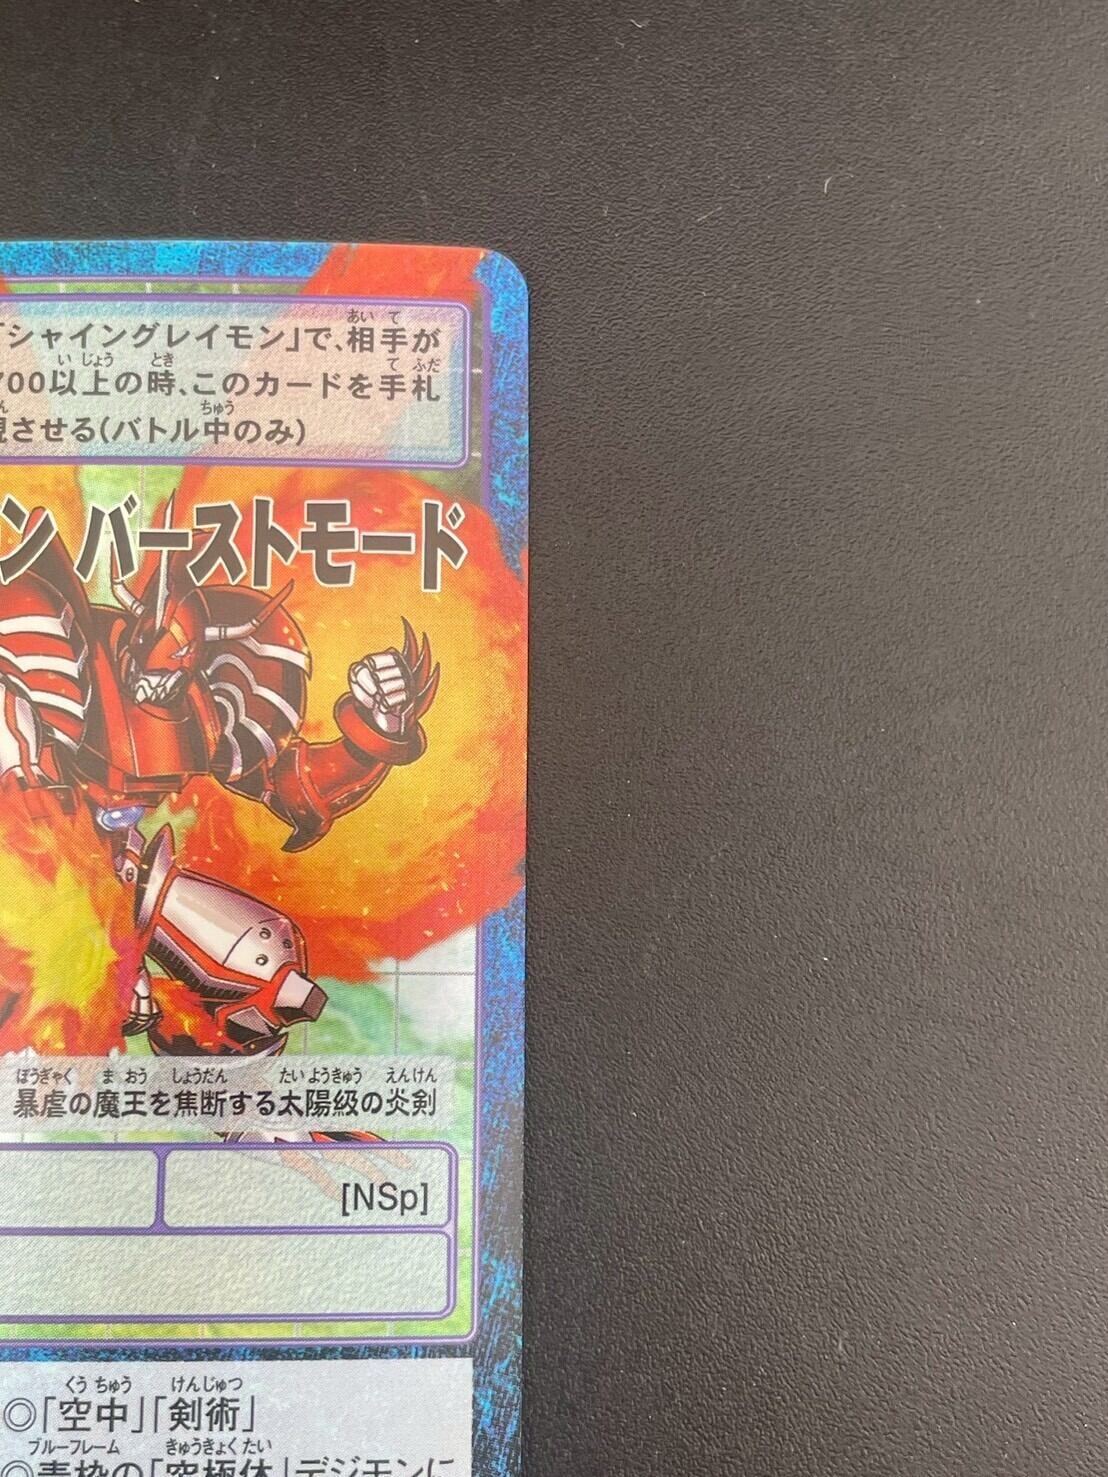 「シャイングレイモン」で、相手が
700以上の時、このカードを手札
現させる(バトル中のみ)
ン バーストモード
暴虐の魔王を焦断する太陽級の炎剣
[NSp]
◎「空中」「剣術」
◎青枠の「究極体」デジモンに